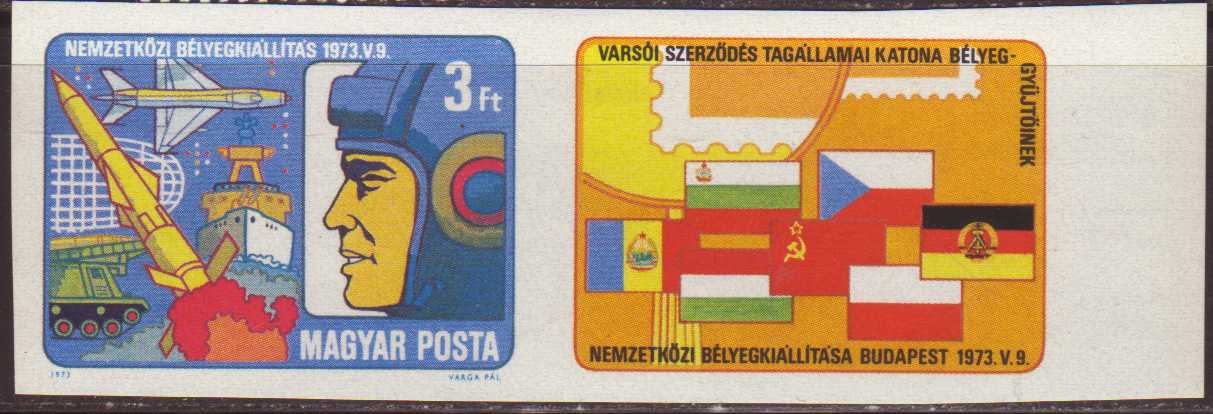 NEMZETKÖZI BÉLYEGKIÁLLÍTÁS 1973.V.9.
3 Ft
MAGYAR POSTA
1973
VARGA PÁL
VARSÓI SZERZŐDÉS TAGÁLLAMAI KATONA BÉLYEG-
GYŰJTŐINEK
NEMZETKÖZI BÉLYEGKIÁLLÍTÁSA BUDAPEST 1973.V.9.